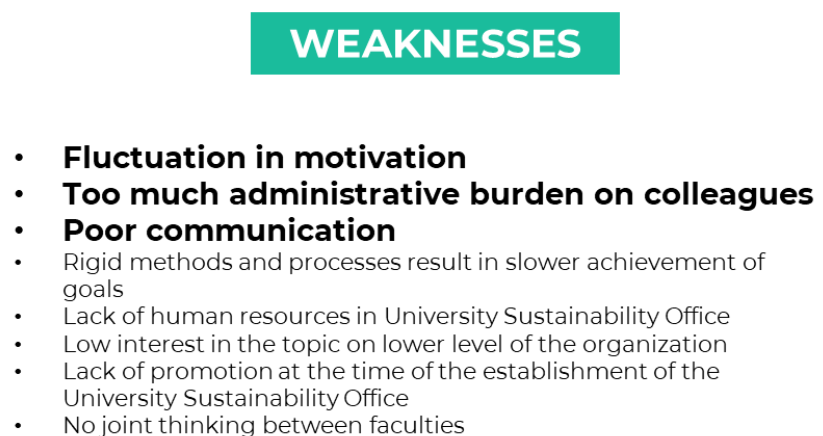 WEAKNESSES
• Fluctuation in motivation
• Too much administrative burden on colleagues
• Poor communication
• Rigid methods and processes result in slower achievement of
goals
• Lack of human resources in University Sustainability Office
• Low interest in the topic on lower level of the organization
• Lack of promotion at the time of the establishment of the
University Sustainability Office
• No joint thinking between faculties